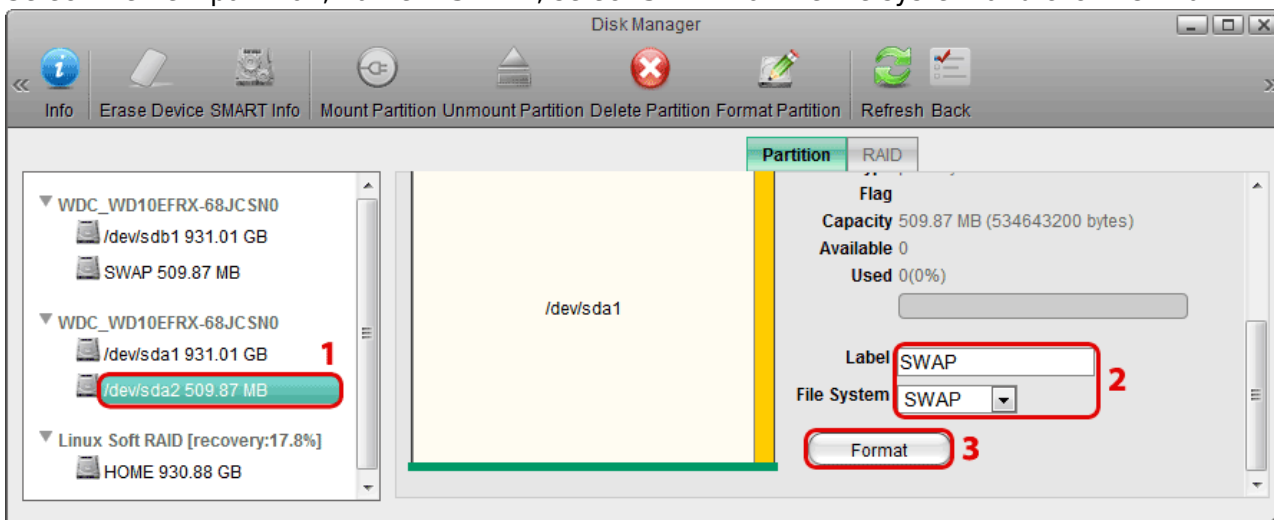 Disk Manager
Info Erase Device SMART Info Mount Partition Unmount Partition Delete Partition Format Partition Refresh Back
Partition RAID
WDC_WD10EFRX-68JCSN0
/dev/sdb1 931.01 GB
SWAP 509.87 MB
WDC_WD10EFRX-68JCSN0
/dev/sda1 931.01 GB
1
/dev/sda2 509.87 MB
Linux Soft RAID [recovery:17.8%]
HOME 930.88 GB
/dev/sda1
Flag
Capacity 509.87 MB (534643200 bytes)
Available 0
Used 0(0%)
Label SWAP
File System SWAP
2
Format 3